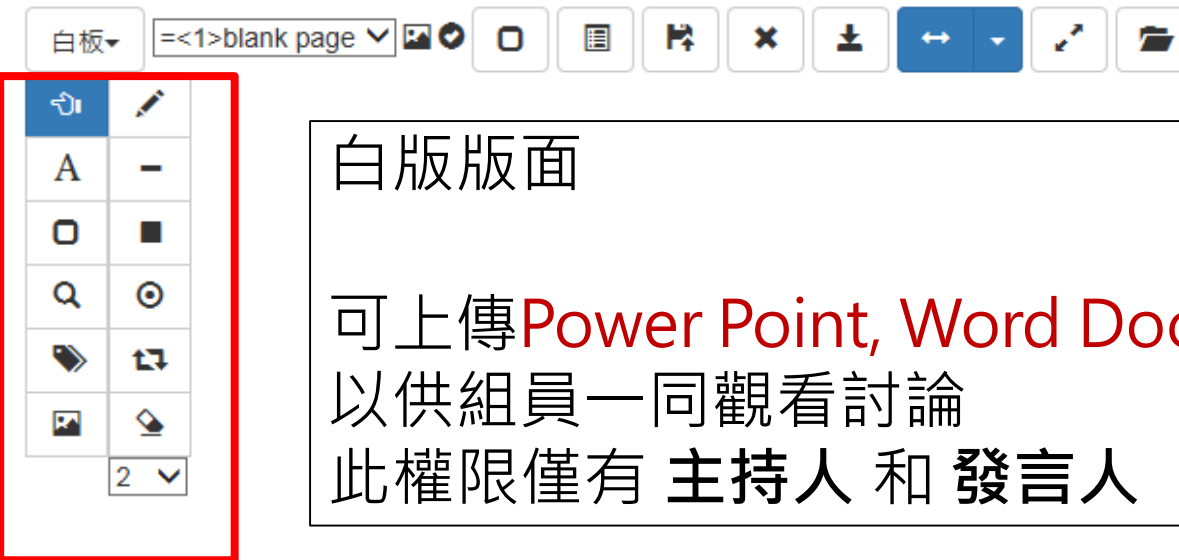 白板
=<1>blank page
A
2
白版版面
可上傳Power Point, Word Do
以供組員一同觀看討論
此權限僅有 主持人 和 發言人